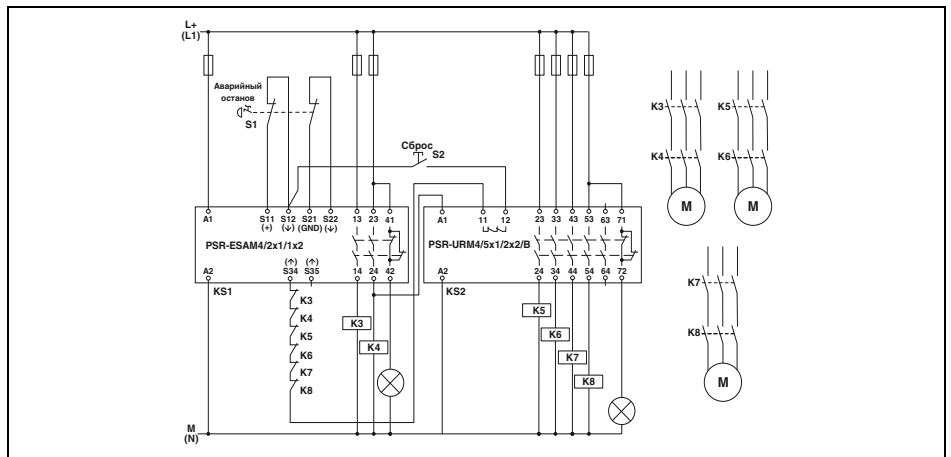 L+
(L1)
Аварийный
останов
S1
Сброс
S2
A1 S11 S12 S21 S22 13 23 41
(+) (↓) (GND) (↓)
PSR-ESAM4/2x1/1x2
(↑) (↑)
A2 S34 S35 14 24 42
KS1
K3
K4
K5
K6
K7
K8
K3
K4
A1 11 12 23 33 43 53 63 71
PSR-URM4/5x1/2x2/B
A2 24 34 44 54 64 72
KS2
K5
K6
K7
K8
M
(N)
K3
K4
M
K5
K6
M
K7
K8
M